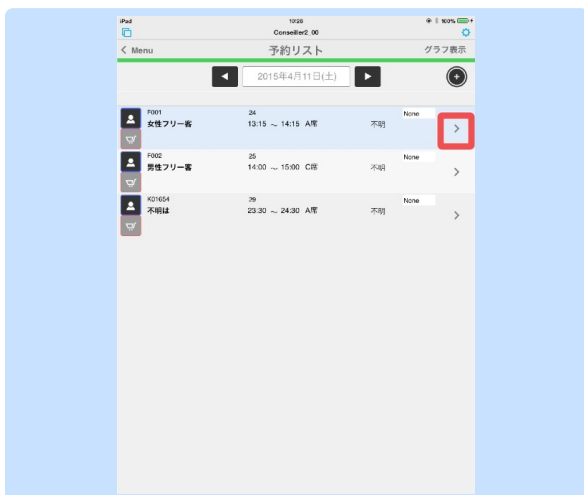 iPad 10:26 100%
Conseiller2_00
Menu 予約リスト グラフ表示
2015年4月11日(土)
F001 24 None
女性フリー客 13:15 ～ 14:15 A席 不明
F002 25 None
男性フリー客 14:00 ～ 15:00 C席 不明
K01654 29 None
不明は 23:30 ～ 24:30 A席 不明